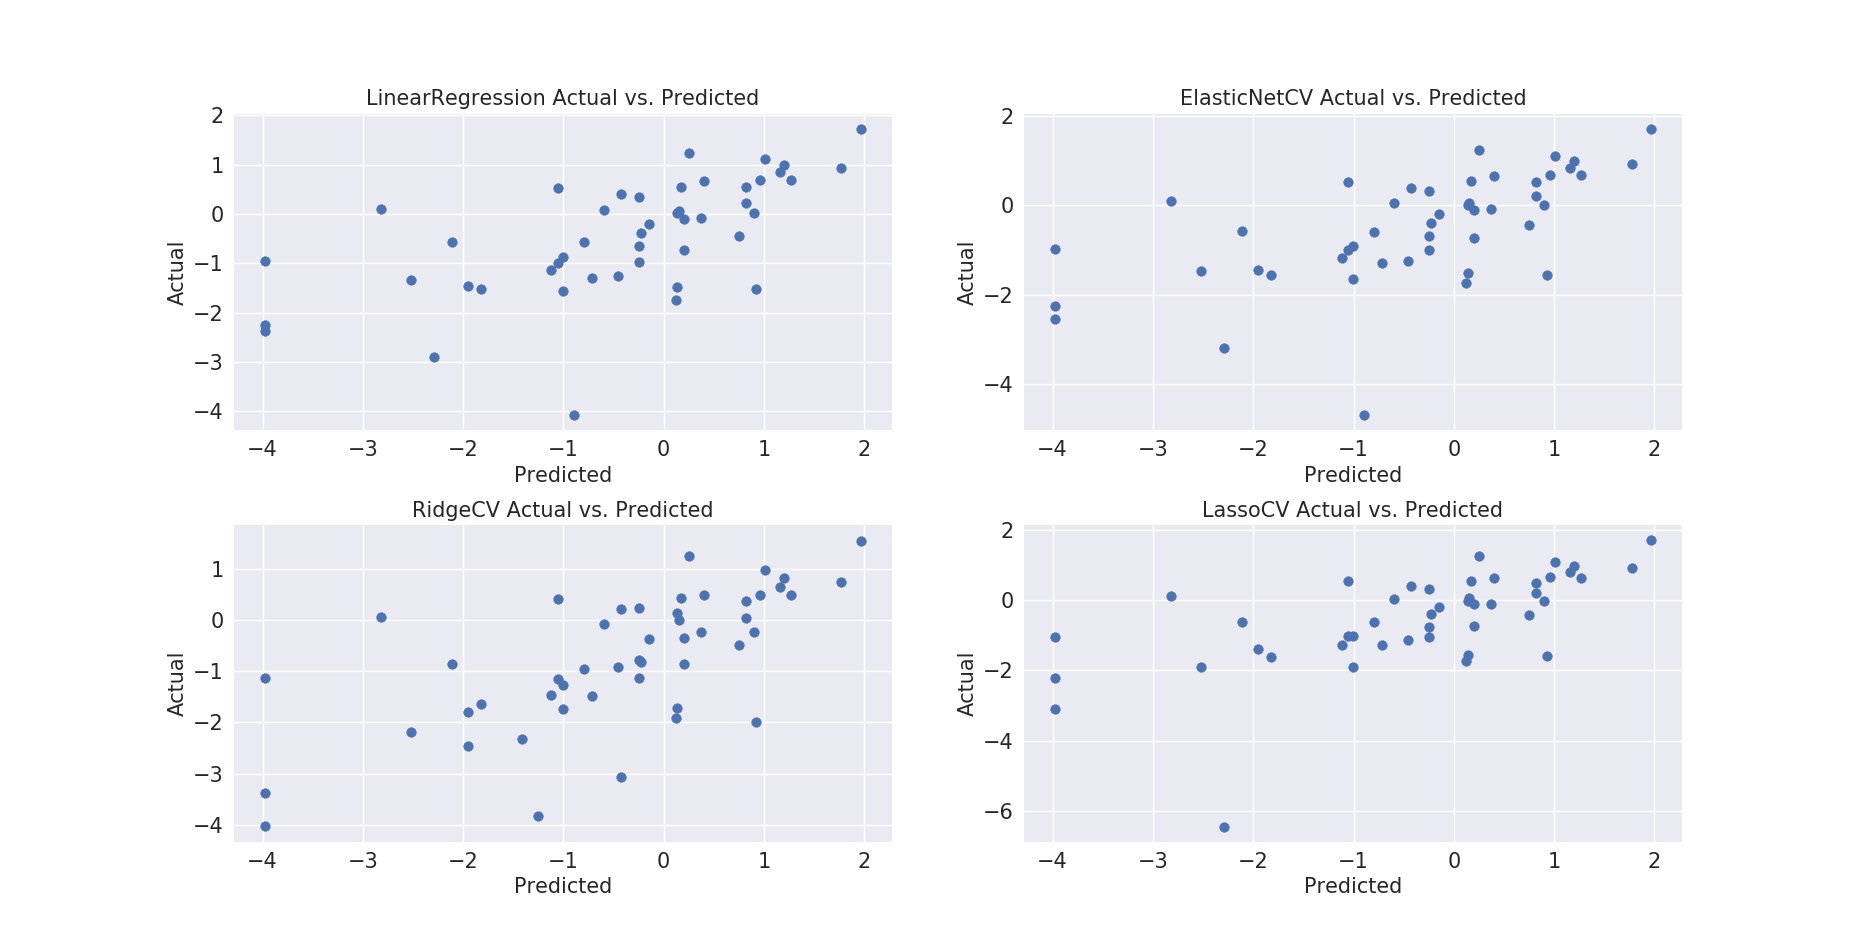 LinearRegression Actual vs. Predicted
2
1
0
−1
−2
−3
−4
Actual
−4 −3 −2 −1 0 1 2
Predicted
ElasticNetCV Actual vs. Predicted
2
0
−2
−4
Actual
−4 −3 −2 −1 0 1 2
Predicted
RidgeCV Actual vs. Predicted
1
0
−1
−2
−3
−4
Actual
−4 −3 −2 −1 0 1 2
Predicted
LassoCV Actual vs. Predicted
2
0
−2
−4
−6
Actual
−4 −3 −2 −1 0 1 2
Predicted